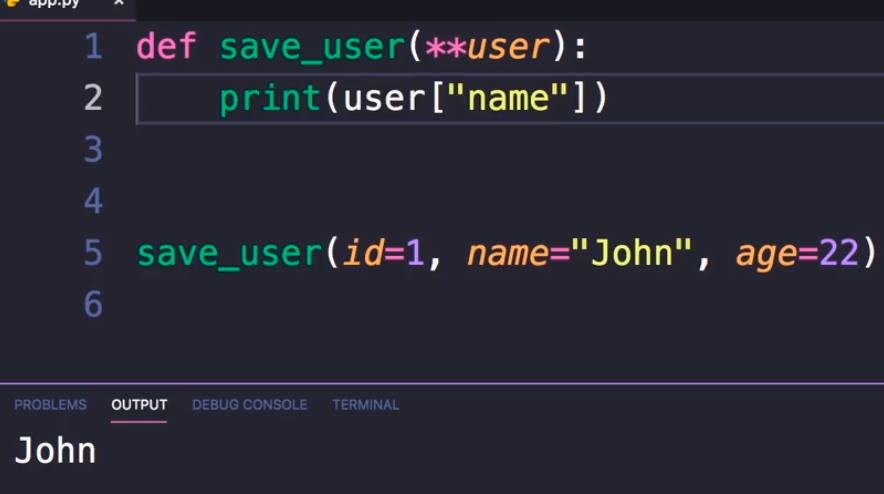 app.py ×
1 def save_user(**user):
2     print(user["name"])
3
4
5 save_user(id=1, name="John", age=22)
6
PROBLEMS OUTPUT DEBUG CONSOLE TERMINAL
John